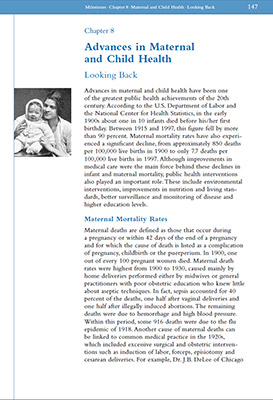 Milestones · Chapter 8 · Maternal and Child Health · Looking Back 147
Chapter 8
Advances in Maternal
and Child Health
Looking Back
Advances in maternal and child health have been one
of the greatest public health achievements of the 20th
century. According to the U.S. Department of Labor and
the National Center for Health Statistics, in the early
1900s about one in 10 infants died before his/her first
birthday. Between 1915 and 1997, this figure fell by more
than 90 percent. Maternal mortality rates have also experi-
enced a significant decline, from approximately 850 deaths
per 100,000 live births in 1900 to only 7.7 deaths per
100,000 live births in 1997. Although improvements in
medical care were the main force behind these declines in
infant and maternal mortality, public health interventions
also played an important role. These include environmental
interventions, improvements in nutrition and living stan-
dards, better surveillance and monitoring of disease and
higher education levels.
Maternal Mortality Rates
Maternal deaths are defined as those that occur during
a pregnancy or within 42 days of the end of a pregnancy
and for which the cause of death is listed as a complication
of pregnancy, childbirth or the puerperium. In 1900, one
out of every 100 pregnant women died. Maternal death
rates were highest from 1900 to 1930, caused mainly by
home deliveries performed either by midwives or general
practitioners with poor obstetric education who knew little
about aseptic techniques. In fact, sepsis accounted for 40
percent of the deaths, one half after vaginal deliveries and
one half after illegally induced abortions. The remaining
deaths were due to hemorrhage and high blood pressure.
Within this period, some 916 deaths were due to the flu
epidemic of 1918. Another cause of maternal deaths can
be linked to common medical practice in the 1920s,
which included excessive surgical and obstetric interven-
tions such as induction of labor, forceps, episiotomy and
cesarean deliveries. For example, Dr. J.B. DeLee of Chicago